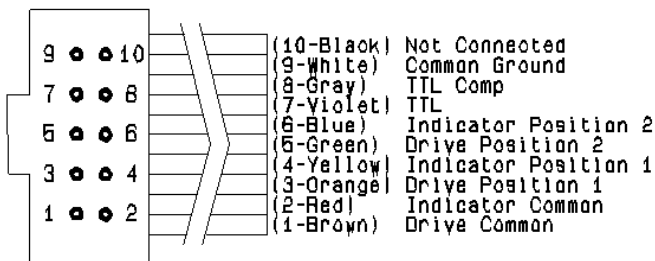 9 10
7 8
5 6
3 4
1 2
(10-Black) Not Connected
(9-White) Common Ground
(8-Gray) TTL Comp
(7-Violet) TTL
(6-Blue) Indicator Position 2
(5-Green) Drive Position 2
(4-Yellow) Indicator Position 1
(3-Orange) Drive Position 1
(2-Red) Indicator Common
(1-Brown) Drive Common